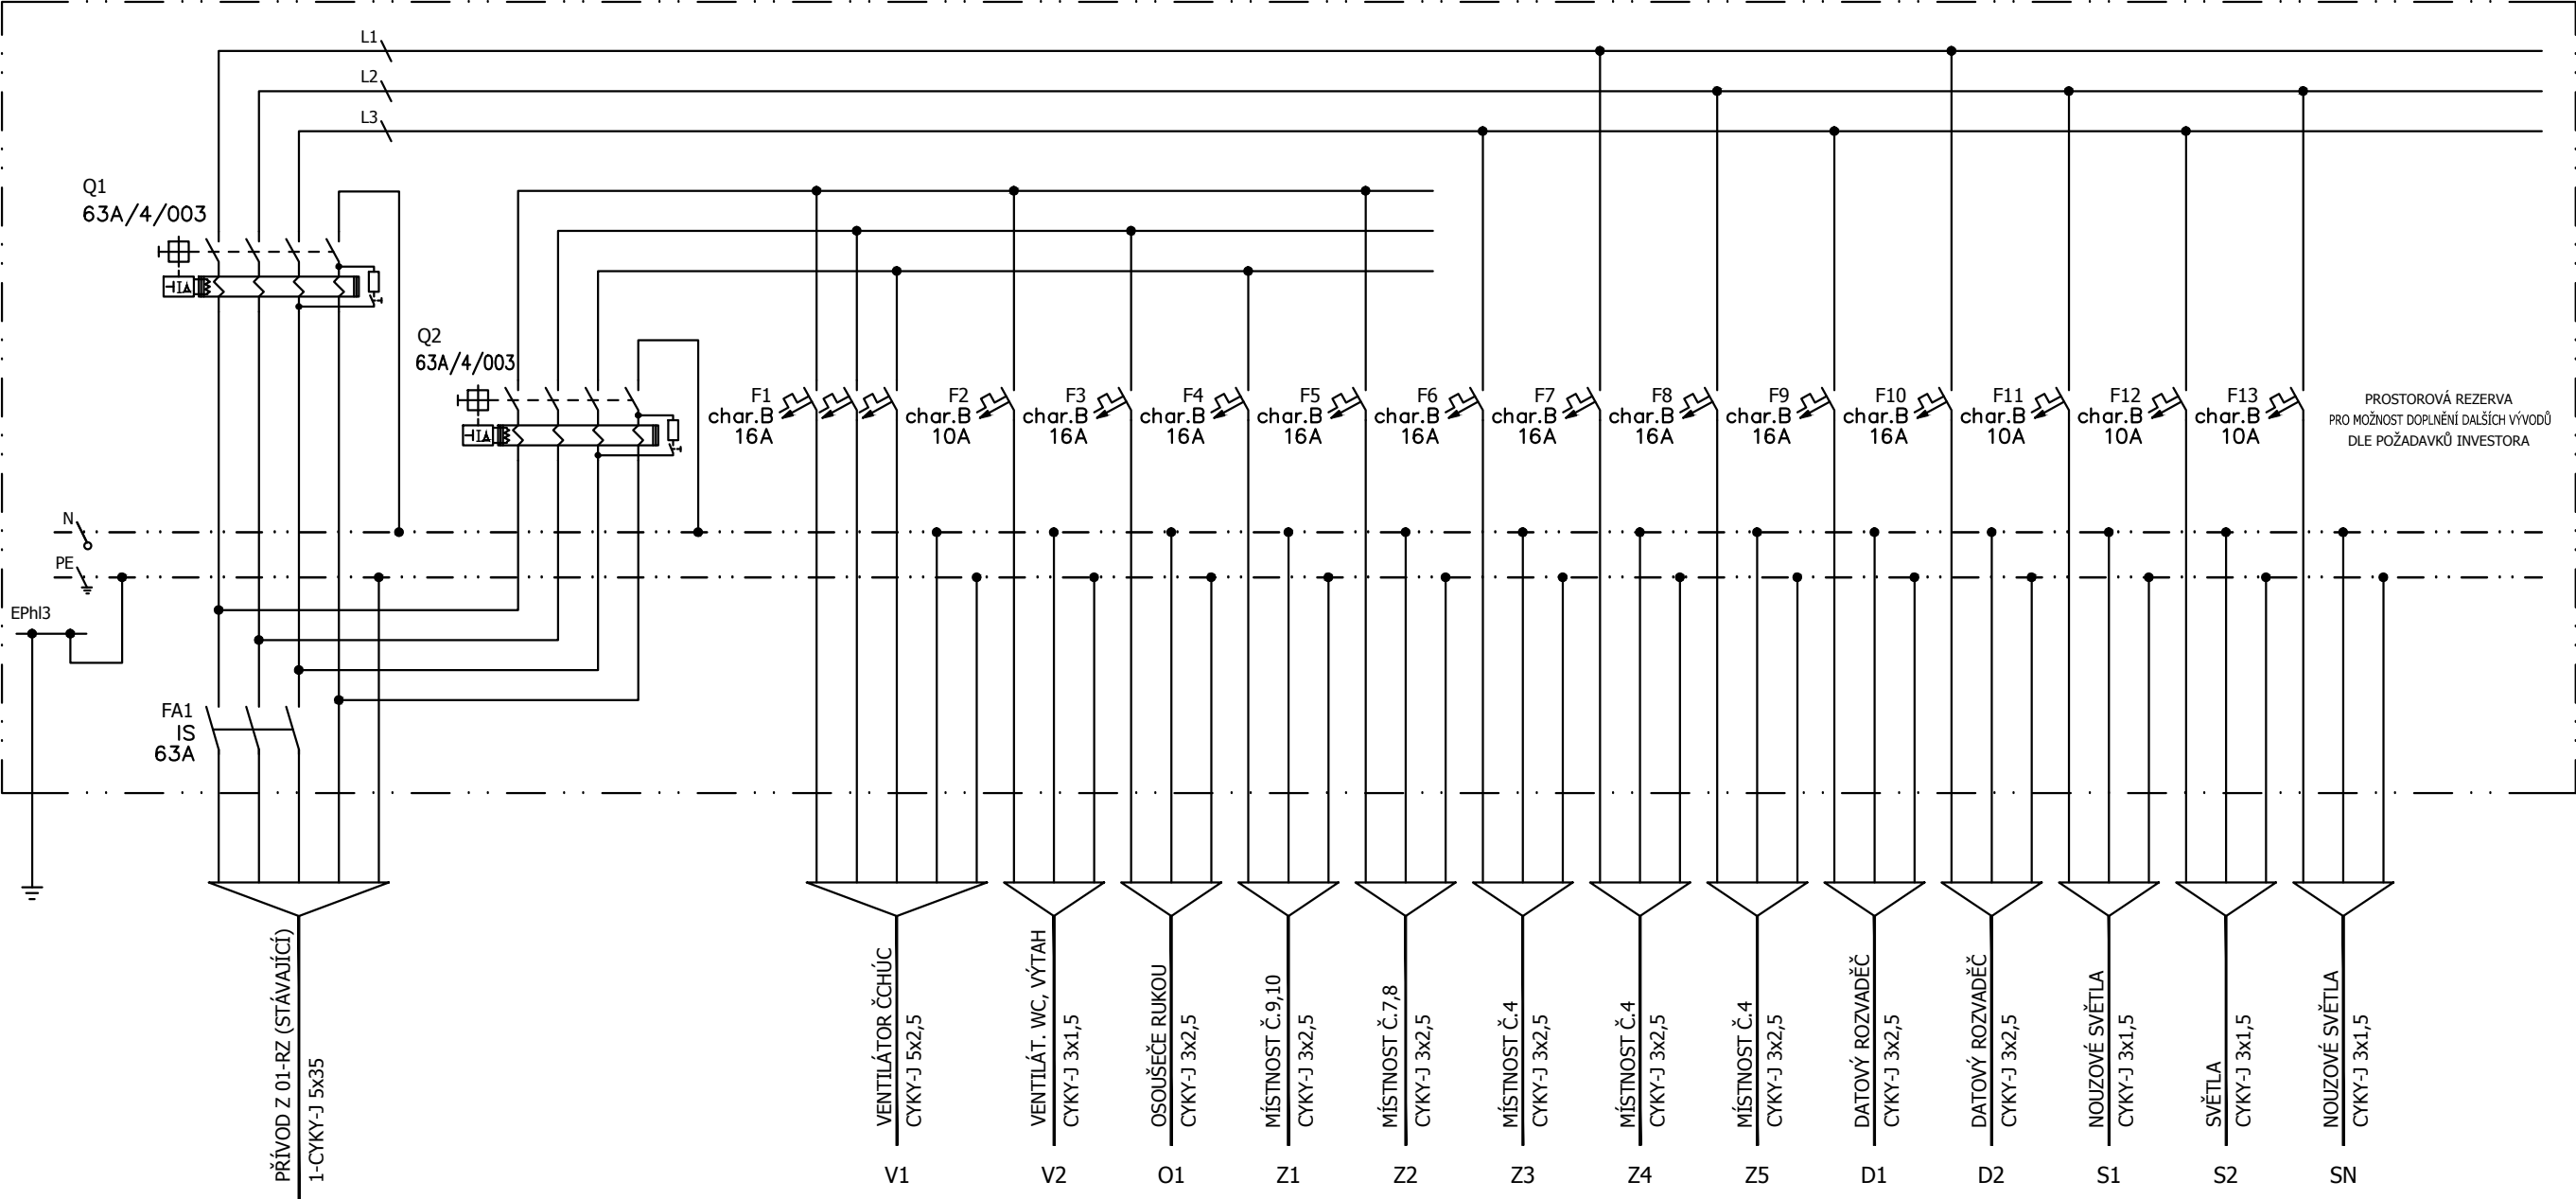 L1
L2
L3
Q1
63A/4/003
Q2
63A/4/003
F1
char.B
16A
F2
char.B
10A
F3
char.B
16A
F4
char.B
16A
F5
char.B
16A
F6
char.B
16A
F7
char.B
16A
F8
char.B
16A
F9
char.B
16A
F10
char.B
16A
F11
char.B
10A
F12
char.B
10A
F13
char.B
10A
PROSTOROVÁ REZERVA
PRO MOŽNOST DOPLNĚNÍ DALŠÍCH VÝVODŮ
DLE POŽADAVKŮ INVESTORA
N
PE
EPhl3
FA1
IS
63A
PŘÍVOD Z 01-RZ (STÁVAJÍCÍ)
1-CYKY-J 5x35
VENTILÁTOR ČCHÚC
CYKY-J 5x2,5
V1
VENTILÁT. WC, VÝTAH
CYKY-J 3x1,5
V2
OSOUŠEČE RUKOU
CYKY-J 3x2,5
O1
MÍSTNOST Č.9,10
CYKY-J 3x2,5
Z1
MÍSTNOST Č.7,8
CYKY-J 3x2,5
Z2
MÍSTNOST Č.4
CYKY-J 3x2,5
Z3
MÍSTNOST Č.4
CYKY-J 3x2,5
Z4
MÍSTNOST Č.4
CYKY-J 3x2,5
Z5
DATOVÝ ROZVADĚČ
CYKY-J 3x2,5
D1
DATOVÝ ROZVADĚČ
CYKY-J 3x2,5
D2
NOUZOVÉ SVĚTLA
CYKY-J 3x1,5
S1
SVĚTLA
CYKY-J 3x1,5
S2
NOUZOVÉ SVĚTLA
CYKY-J 3x1,5
SN